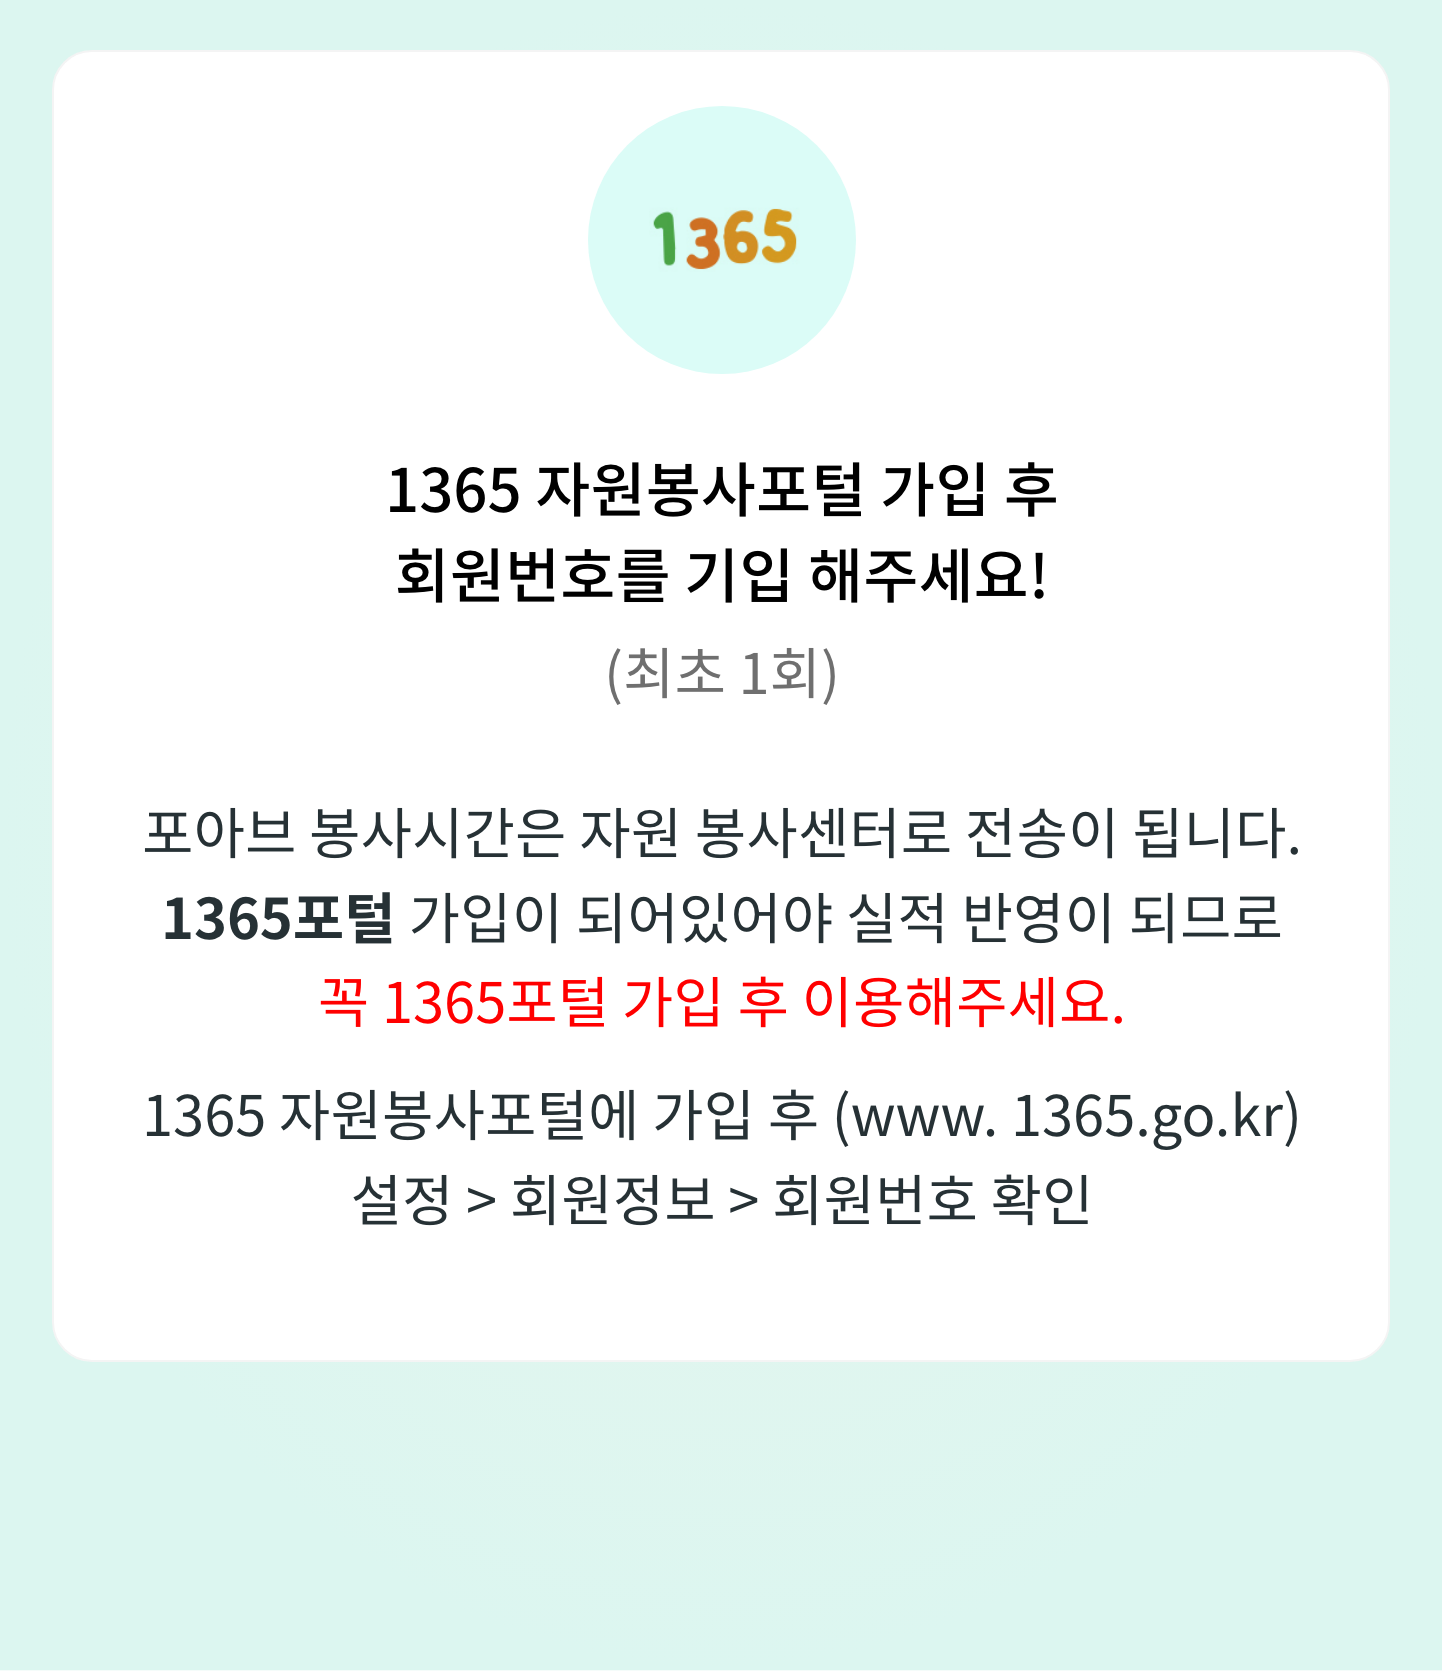 1365
1365 자원봉사포털 가입 후
회원번호를 기입 해주세요!
(최초 1회)
포아브 봉사시간은 자원 봉사센터로 전송이 됩니다.
1365포털 가입이 되어있어야 실적 반영이 되므로
꼭 1365포털 가입 후 이용해주세요.
1365 자원봉사포털에 가입 후 (www. 1365.go.kr)
설정 > 회원정보 > 회원번호 확인